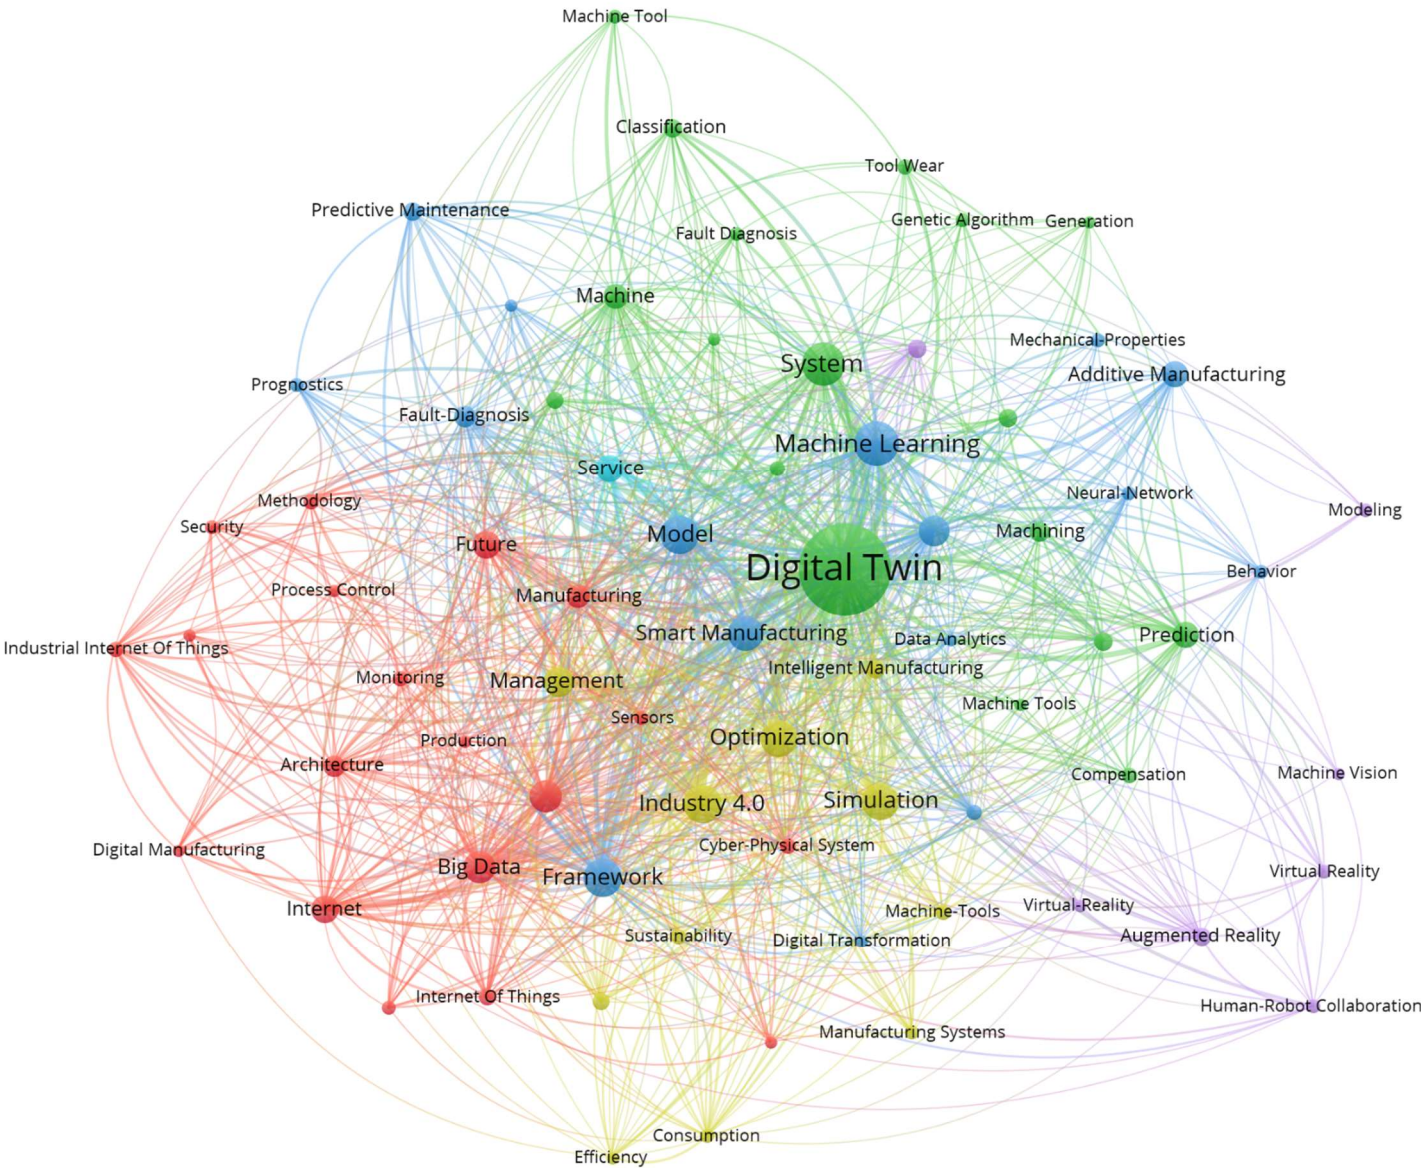 Machine Tool
Classification
Tool Wear
Predictive Maintenance
Genetic Algorithm
Generation
Fault Diagnosis
Machine
Mechanical-Properties
System
Additive Manufacturing
Prognostics
Fault-Diagnosis
Machine Learning
Service
Neural-Network
Methodology
Modeling
Security
Machining
Model
Future
Digital Twin
Behavior
Process Control
Manufacturing
Smart Manufacturing
Prediction
Data Analytics
Industrial Internet Of Things
Intelligent Manufacturing
Monitoring
Management
Machine Tools
Sensors
Optimization
Production
Architecture
Machine Vision
Compensation
Simulation
Industry 4.0
Cyber-Physical System
Digital Manufacturing
Big Data
Virtual Reality
Framework
Virtual-Reality
Internet
Machine-Tools
Augmented Reality
Sustainability
Digital Transformation
Internet Of Things
Human-Robot Collaboration
Manufacturing Systems
Consumption
Efficiency